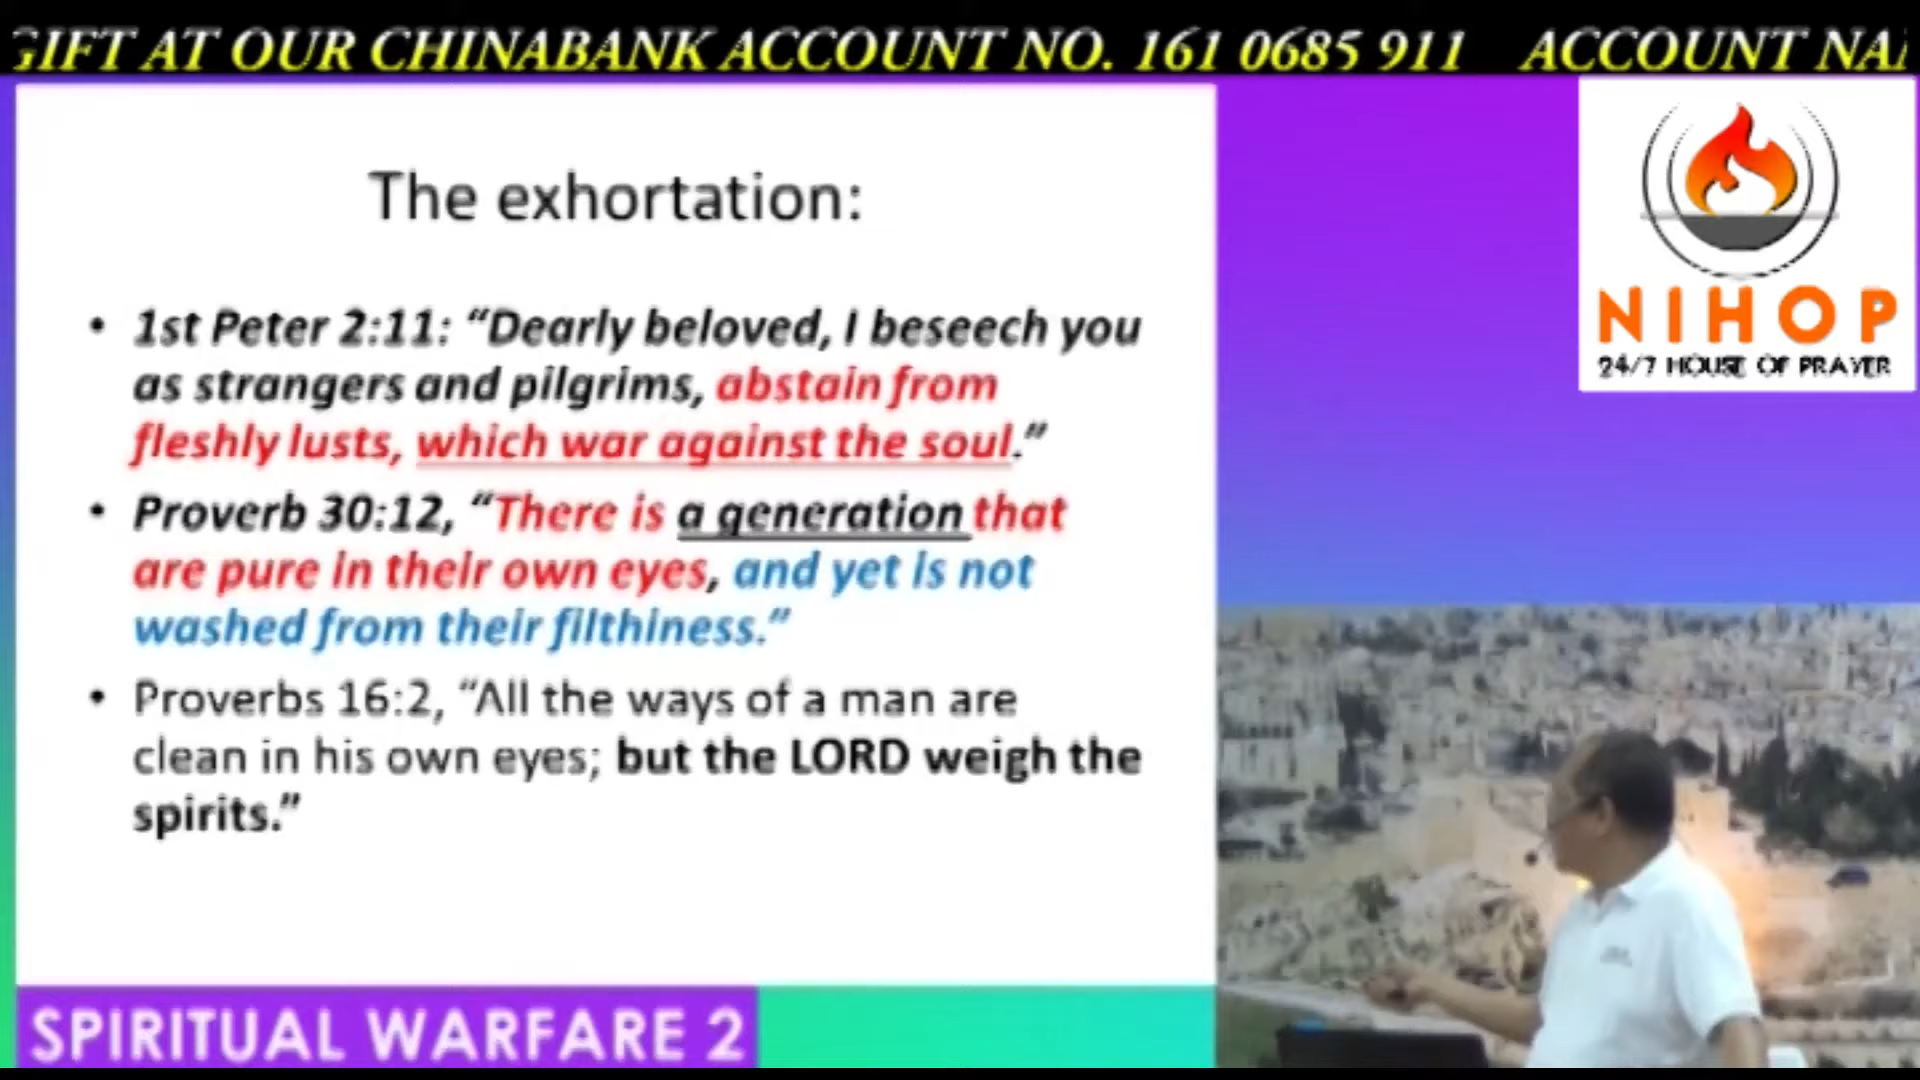 GIFT AT OUR CHINABANK ACCOUNT NO. 161 0685 911 ACCOUNT NA
NIHOP
24/7 HOUSE OF PRAYER
The exhortation:
• 1st Peter 2:11: “Dearly beloved, I beseech you
as strangers and pilgrims, abstain from
fleshly lusts, which war against the soul.”
• Proverb 30:12, “There is a generation that
are pure in their own eyes, and yet is not
washed from their filthiness.”
• Proverbs 16:2, “All the ways of a man are
clean in his own eyes; but the LORD weigh the
spirits.”
SPIRITUAL WARFARE 2